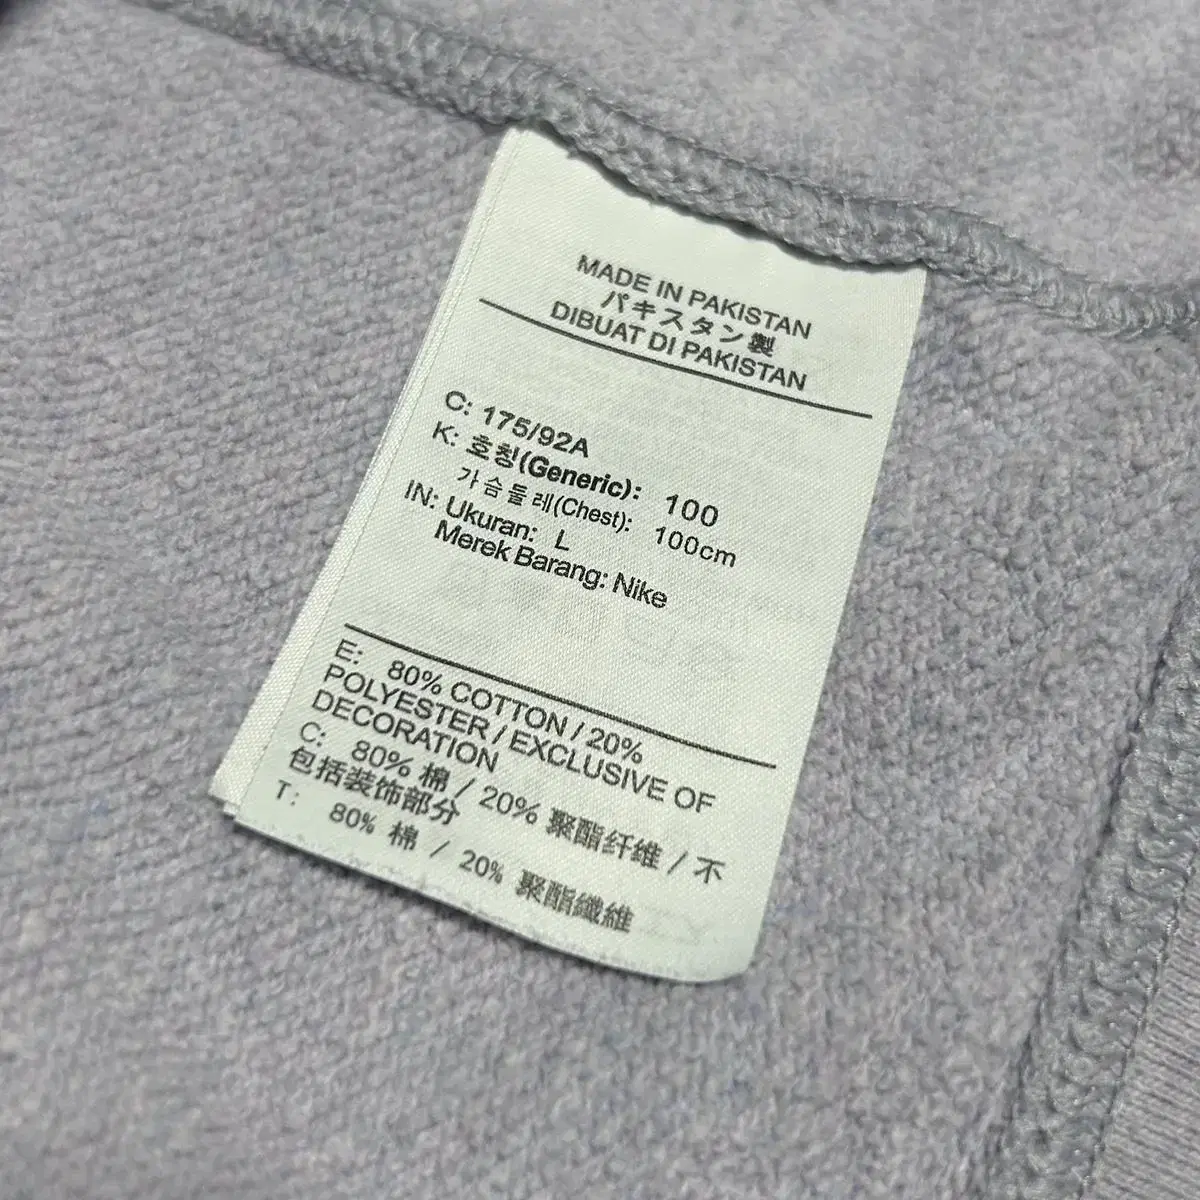 MADE IN PAKISTAN
パキスタン製
DIBUAT DI PAKISTAN
C: 175/92A
K: 호칭(Generic): 100
가슴둘레(Chest): 100cm
IN: Ukuran: L
Merek Barang: Nike
E: 80% COTTON / 20%
POLYESTER / EXCLUSIVE OF
DECORATION
C: 80% 棉 / 20% 聚酯纤维 / 不
包括装饰部分
T: 80% 棉 / 20% 聚酯纖維